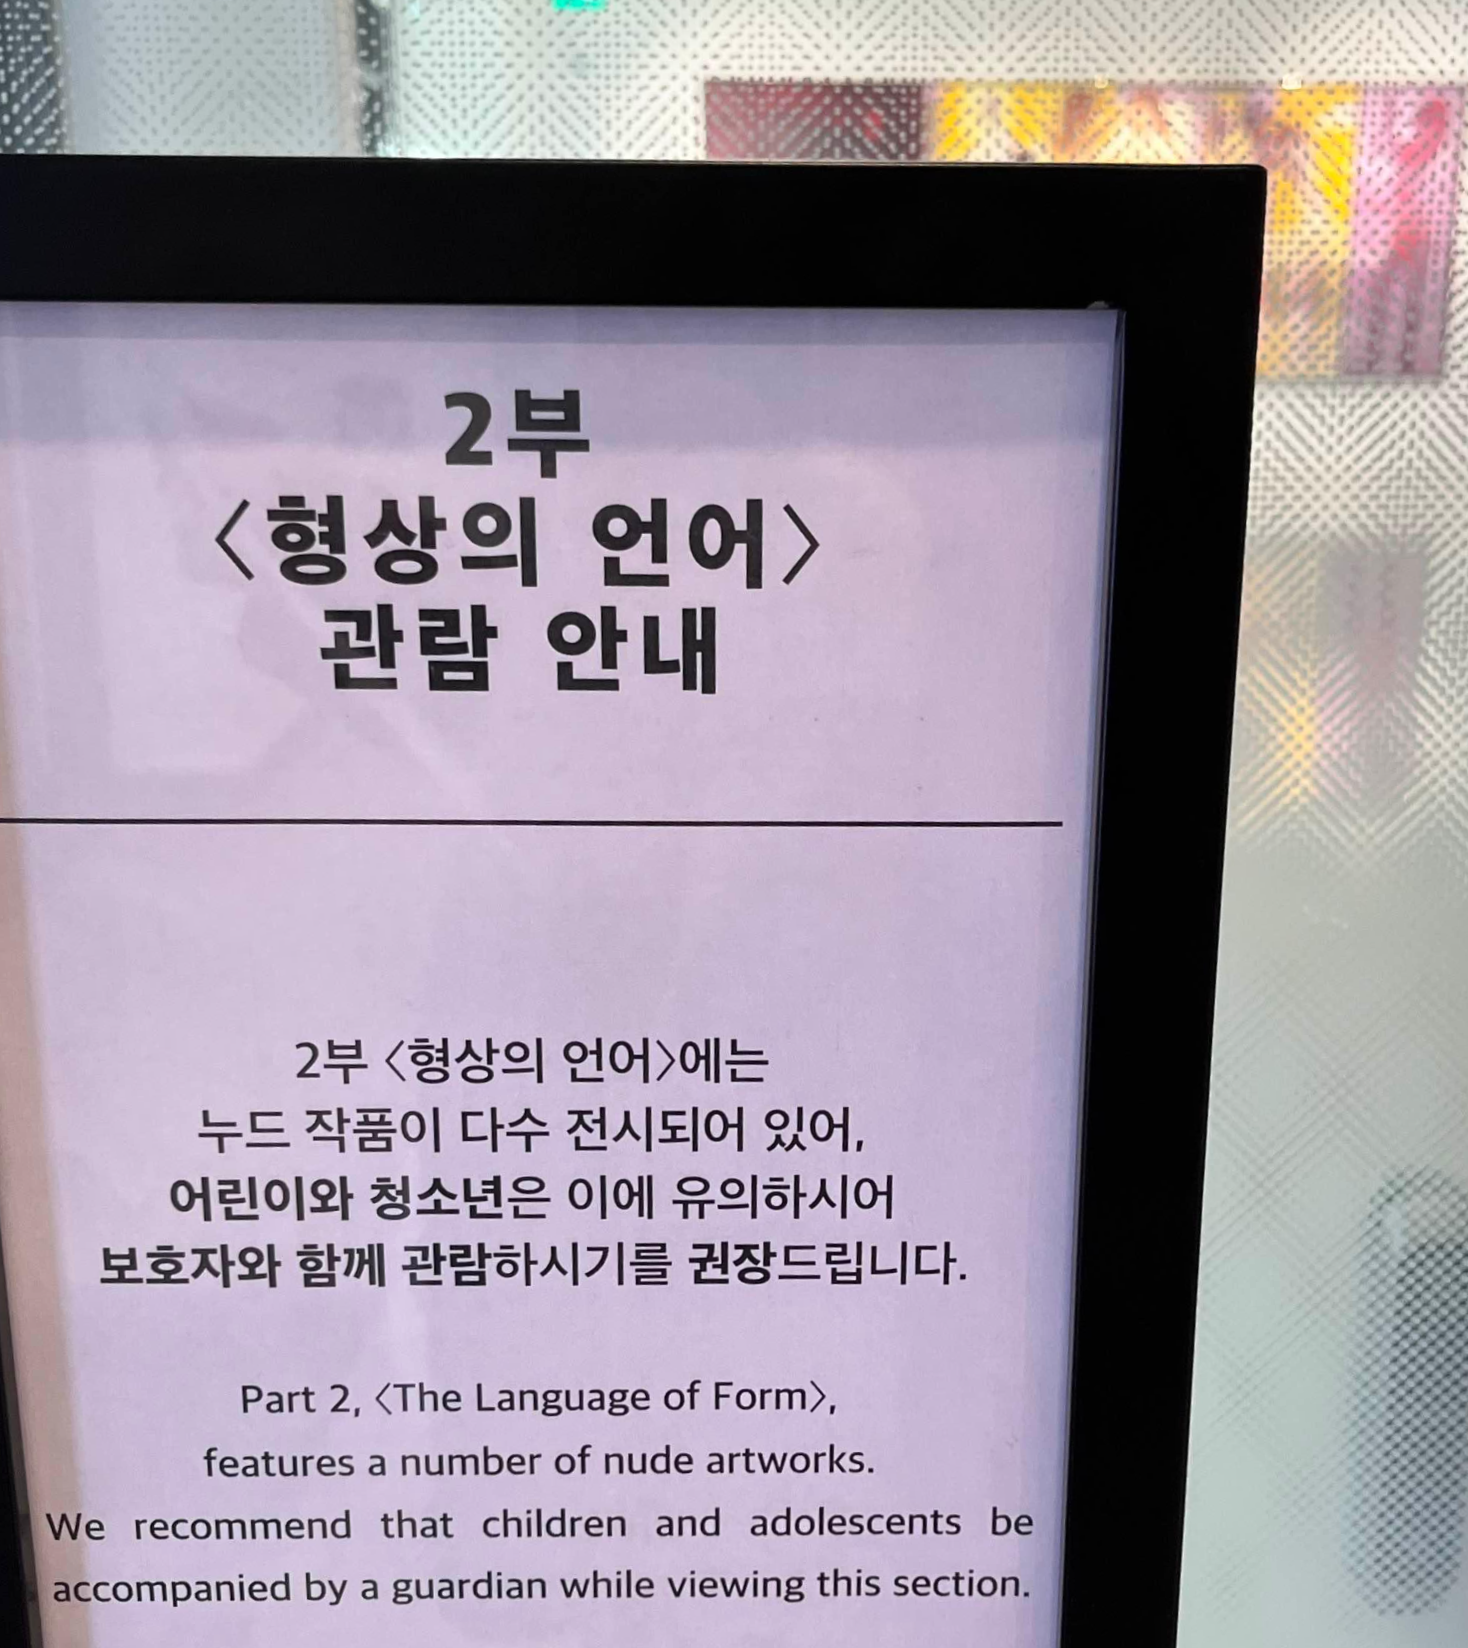 2부
〈형상의 언어〉
관람 안내
2부 〈형상의 언어〉에는
누드 작품이 다수 전시되어 있어,
어린이와 청소년은 이에 유의하시어
보호자와 함께 관람하시기를 권장드립니다.
Part 2, 〈The Language of Form〉,
features a number of nude artworks.
We recommend that children and adolescents be
accompanied by a guardian while viewing this section.